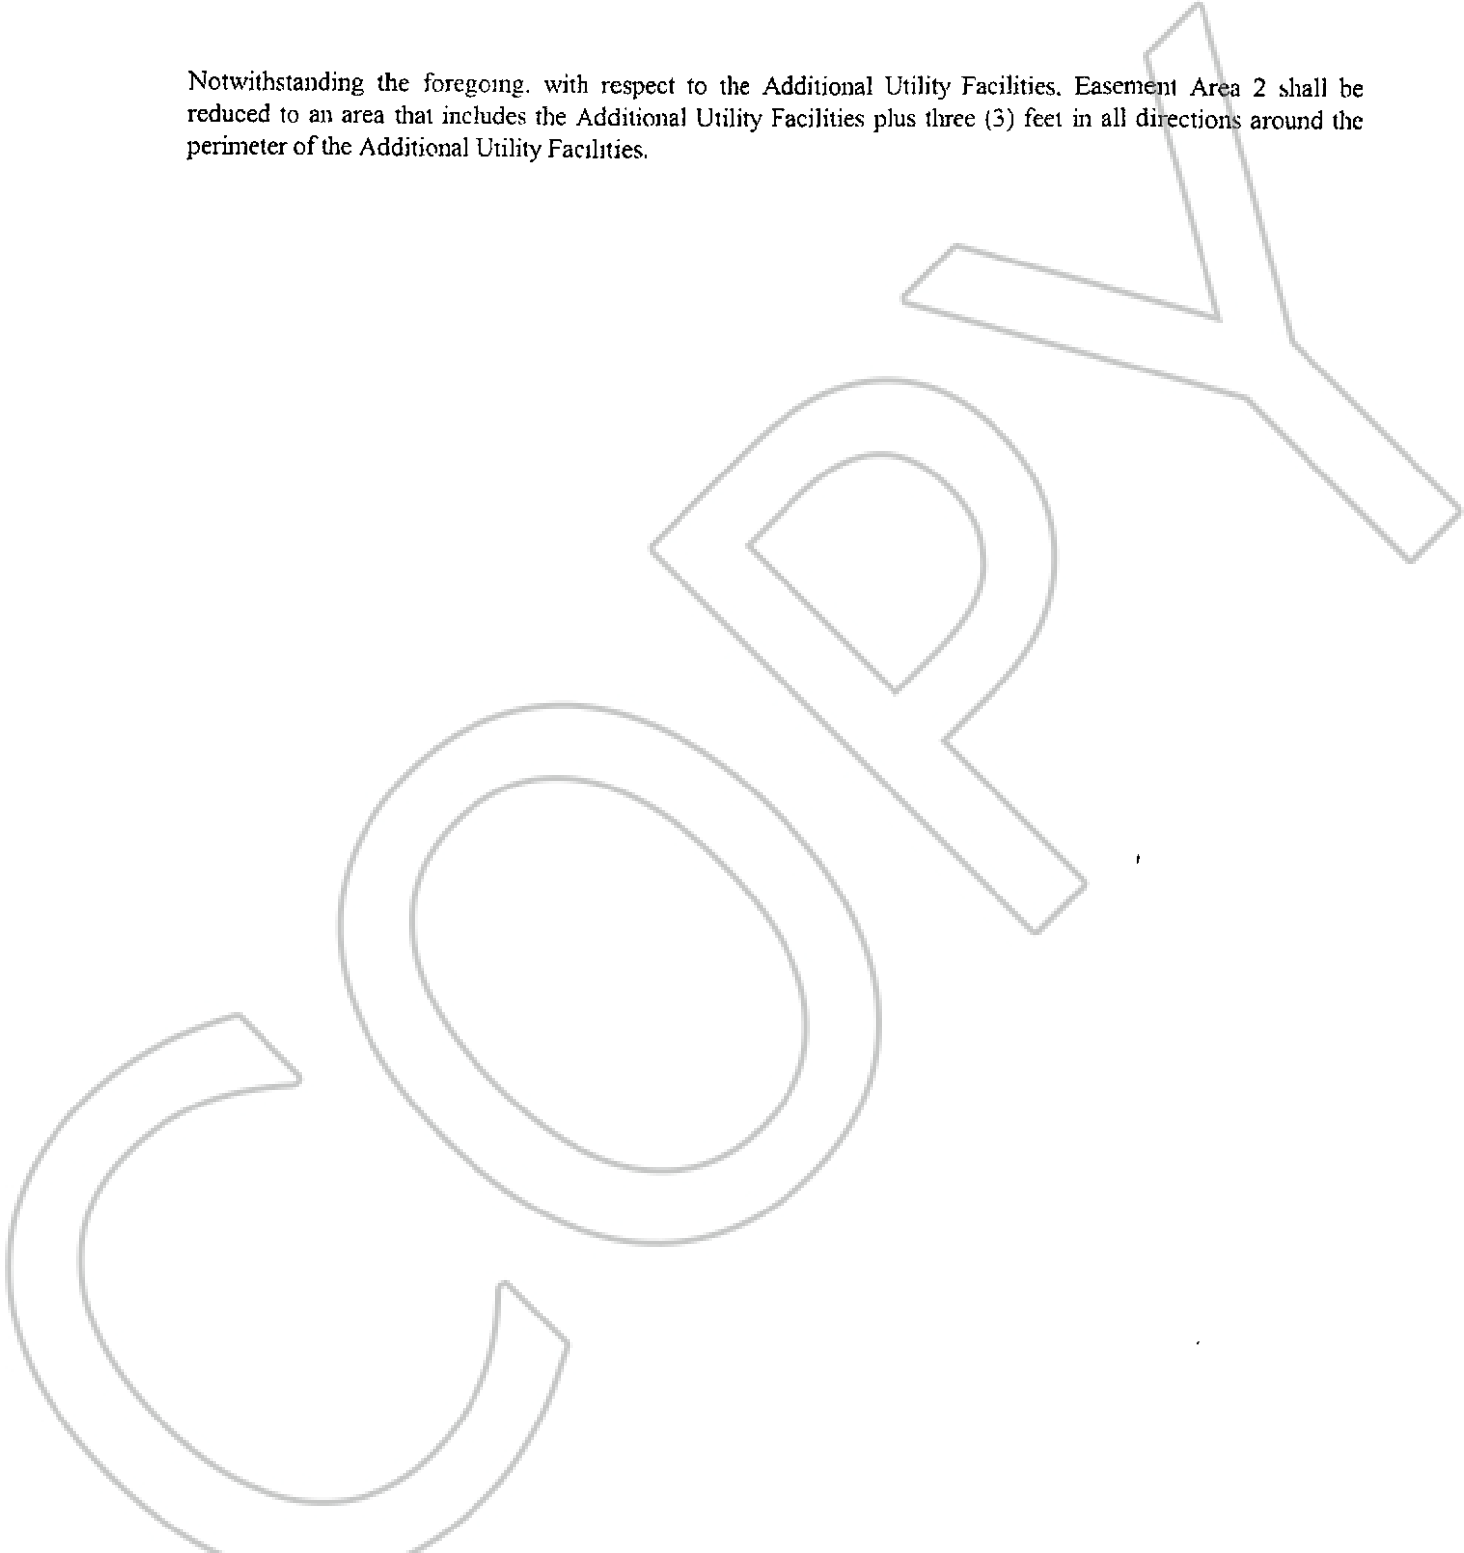 Notwithstanding the foregoing, with respect to the Additional Utility Facilities, Easement Area 2 shall be
reduced to an area that includes the Additional Utility Facilities plus three (3) feet in all directions around the
perimeter of the Additional Utility Facilities.
COPY